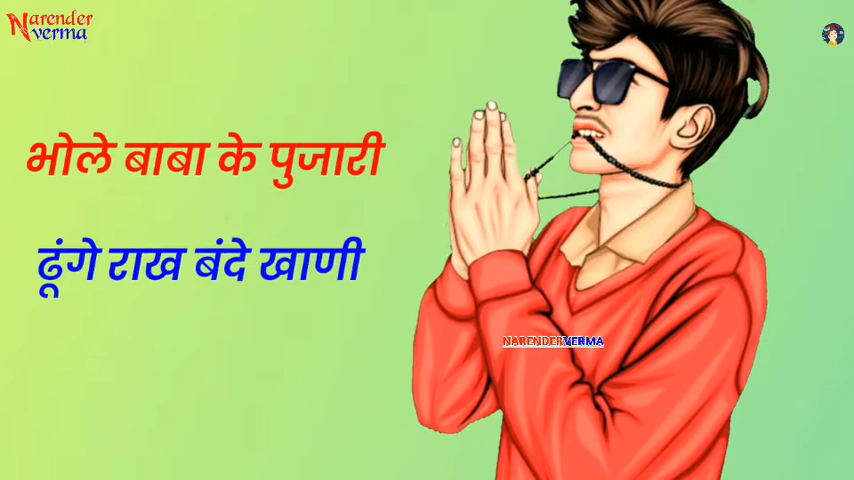 Narender
verma
भोले बाबा के पुजारी
ढूंगे राख बंदे खाणी
NARENDERVERMA